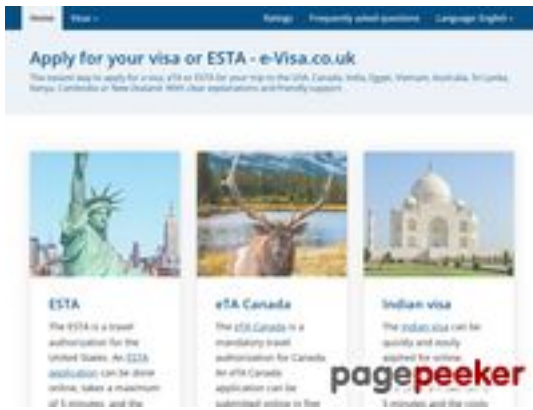 Home Visas
Ratings Frequently asked questions Language: English
Apply for your visa or ESTA - e-Visa.co.uk
The easiest way to apply for a visa, eTA or ESTA for your trip to the USA, Canada, India, Egypt, Vietnam, Australia, Sri Lanka,
Kenya, Cambodia or New Zealand. With clear explanations and friendly support.
ESTA
The ESTA is a travel
authorization for the
United States. An ESTA
application can be done
online, takes a maximum
of 5 minutes, and the
eTA Canada
The eTA Canada is a
mandatory travel
authorization for Canada.
An eTA Canada
application can be
submitted online in five
Indian visa
The Indian visa can be
quickly and easily
applied for online.
5 minutes and the costs
pagepeeker